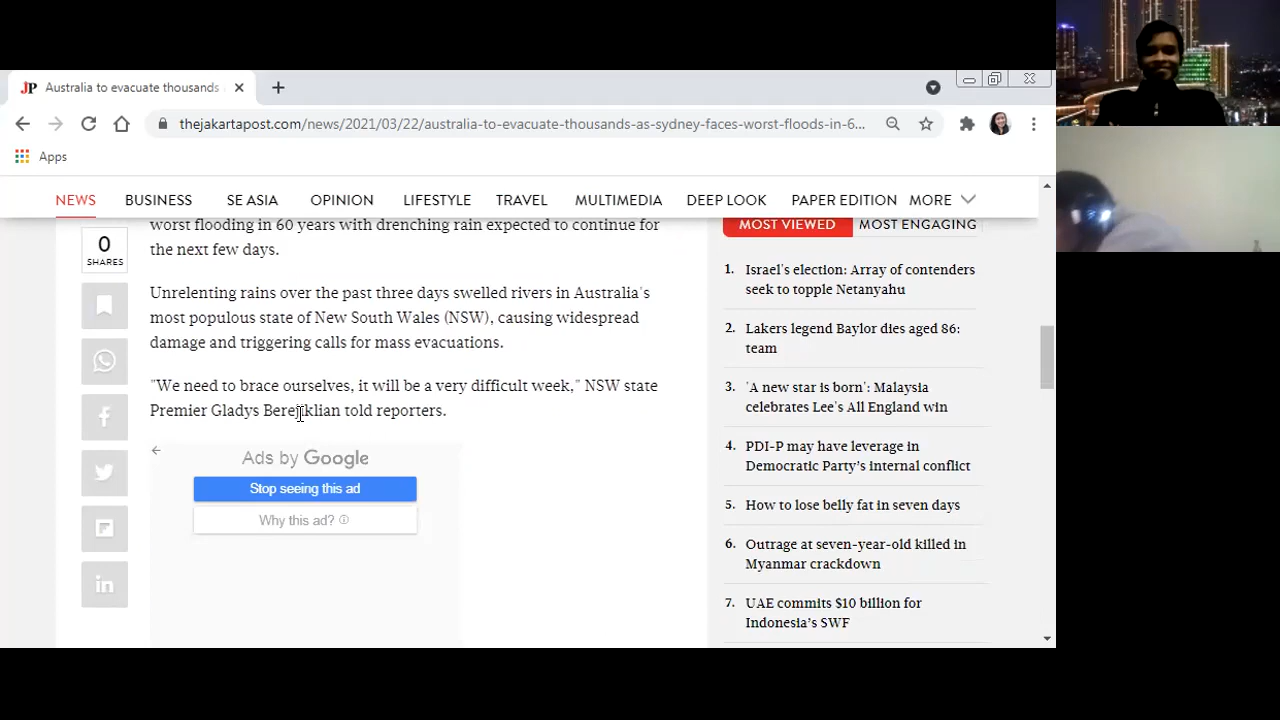 JP Australia to evacuate thousands
thejakartapost.com/news/2021/03/22/australia-to-evacuate-thousands-as-sydney-faces-worst-floods-in-6...
Apps
NEWS BUSINESS SE ASIA OPINION LIFESTYLE TRAVEL MULTIMEDIA DEEP LOOK PAPER EDITION MORE
0
SHARES
worst flooding in 60 years with drenching rain expected to continue for
the next few days.
Unrelenting rains over the past three days swelled rivers in Australia's
most populous state of New South Wales (NSW), causing widespread
damage and triggering calls for mass evacuations.
"We need to brace ourselves, it will be a very difficult week," NSW state
Premier Gladys Berejiklian told reporters.
Ads by Google
Stop seeing this ad
Why this ad?
MOST VIEWED MOST ENGAGING
1. Israel's election: Array of contenders
seek to topple Netanyahu
2. Lakers legend Baylor dies aged 86:
team
3. 'A new star is born': Malaysia
celebrates Lee's All England win
4. PDI-P may have leverage in
Democratic Party's internal conflict
5. How to lose belly fat in seven days
6. Outrage at seven-year-old killed in
Myanmar crackdown
7. UAE commits $10 billion for
Indonesia's SWF